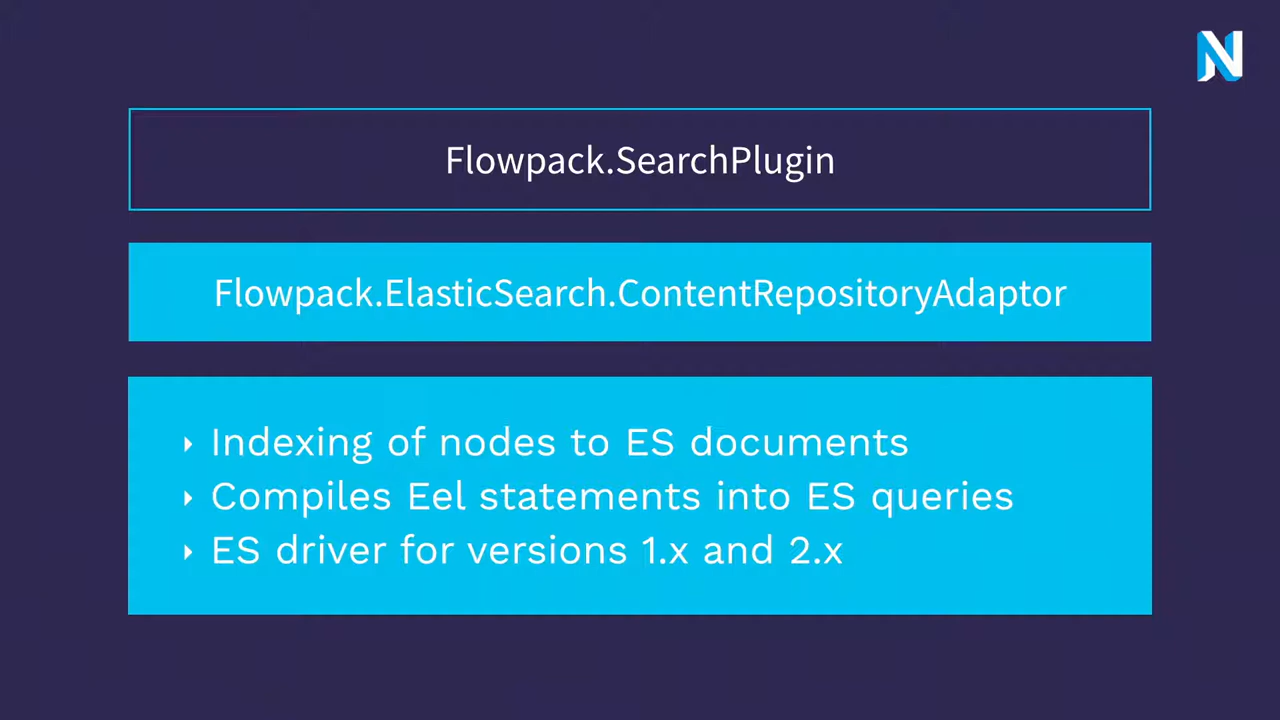 Flowpack.SearchPlugin
Flowpack.ElasticSearch.ContentRepositoryAdaptor
Indexing of nodes to ES documents
Compiles Eel statements into ES queries
ES driver for versions 1.x and 2.x